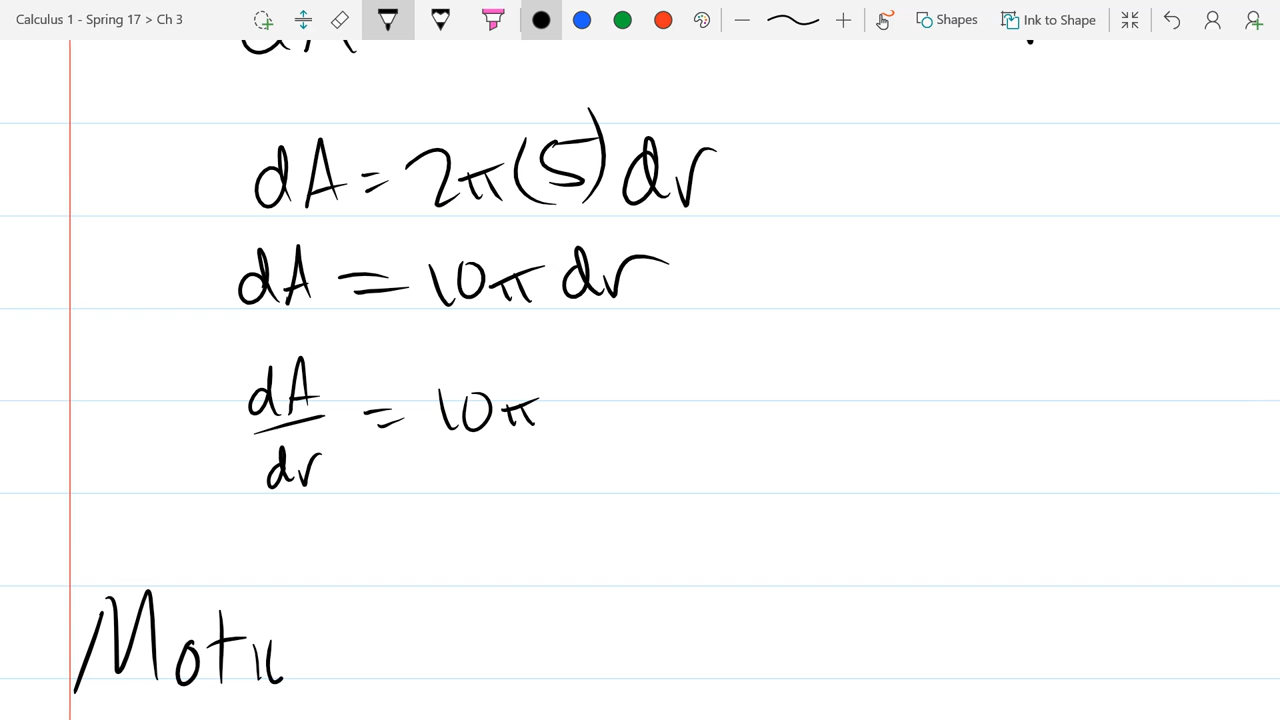 Calculus 1 - Spring 17 > Ch 3
Shapes
Ink to Shape
dA = 2π(5) dr
dA = 10π dr
dA/dr = 10π